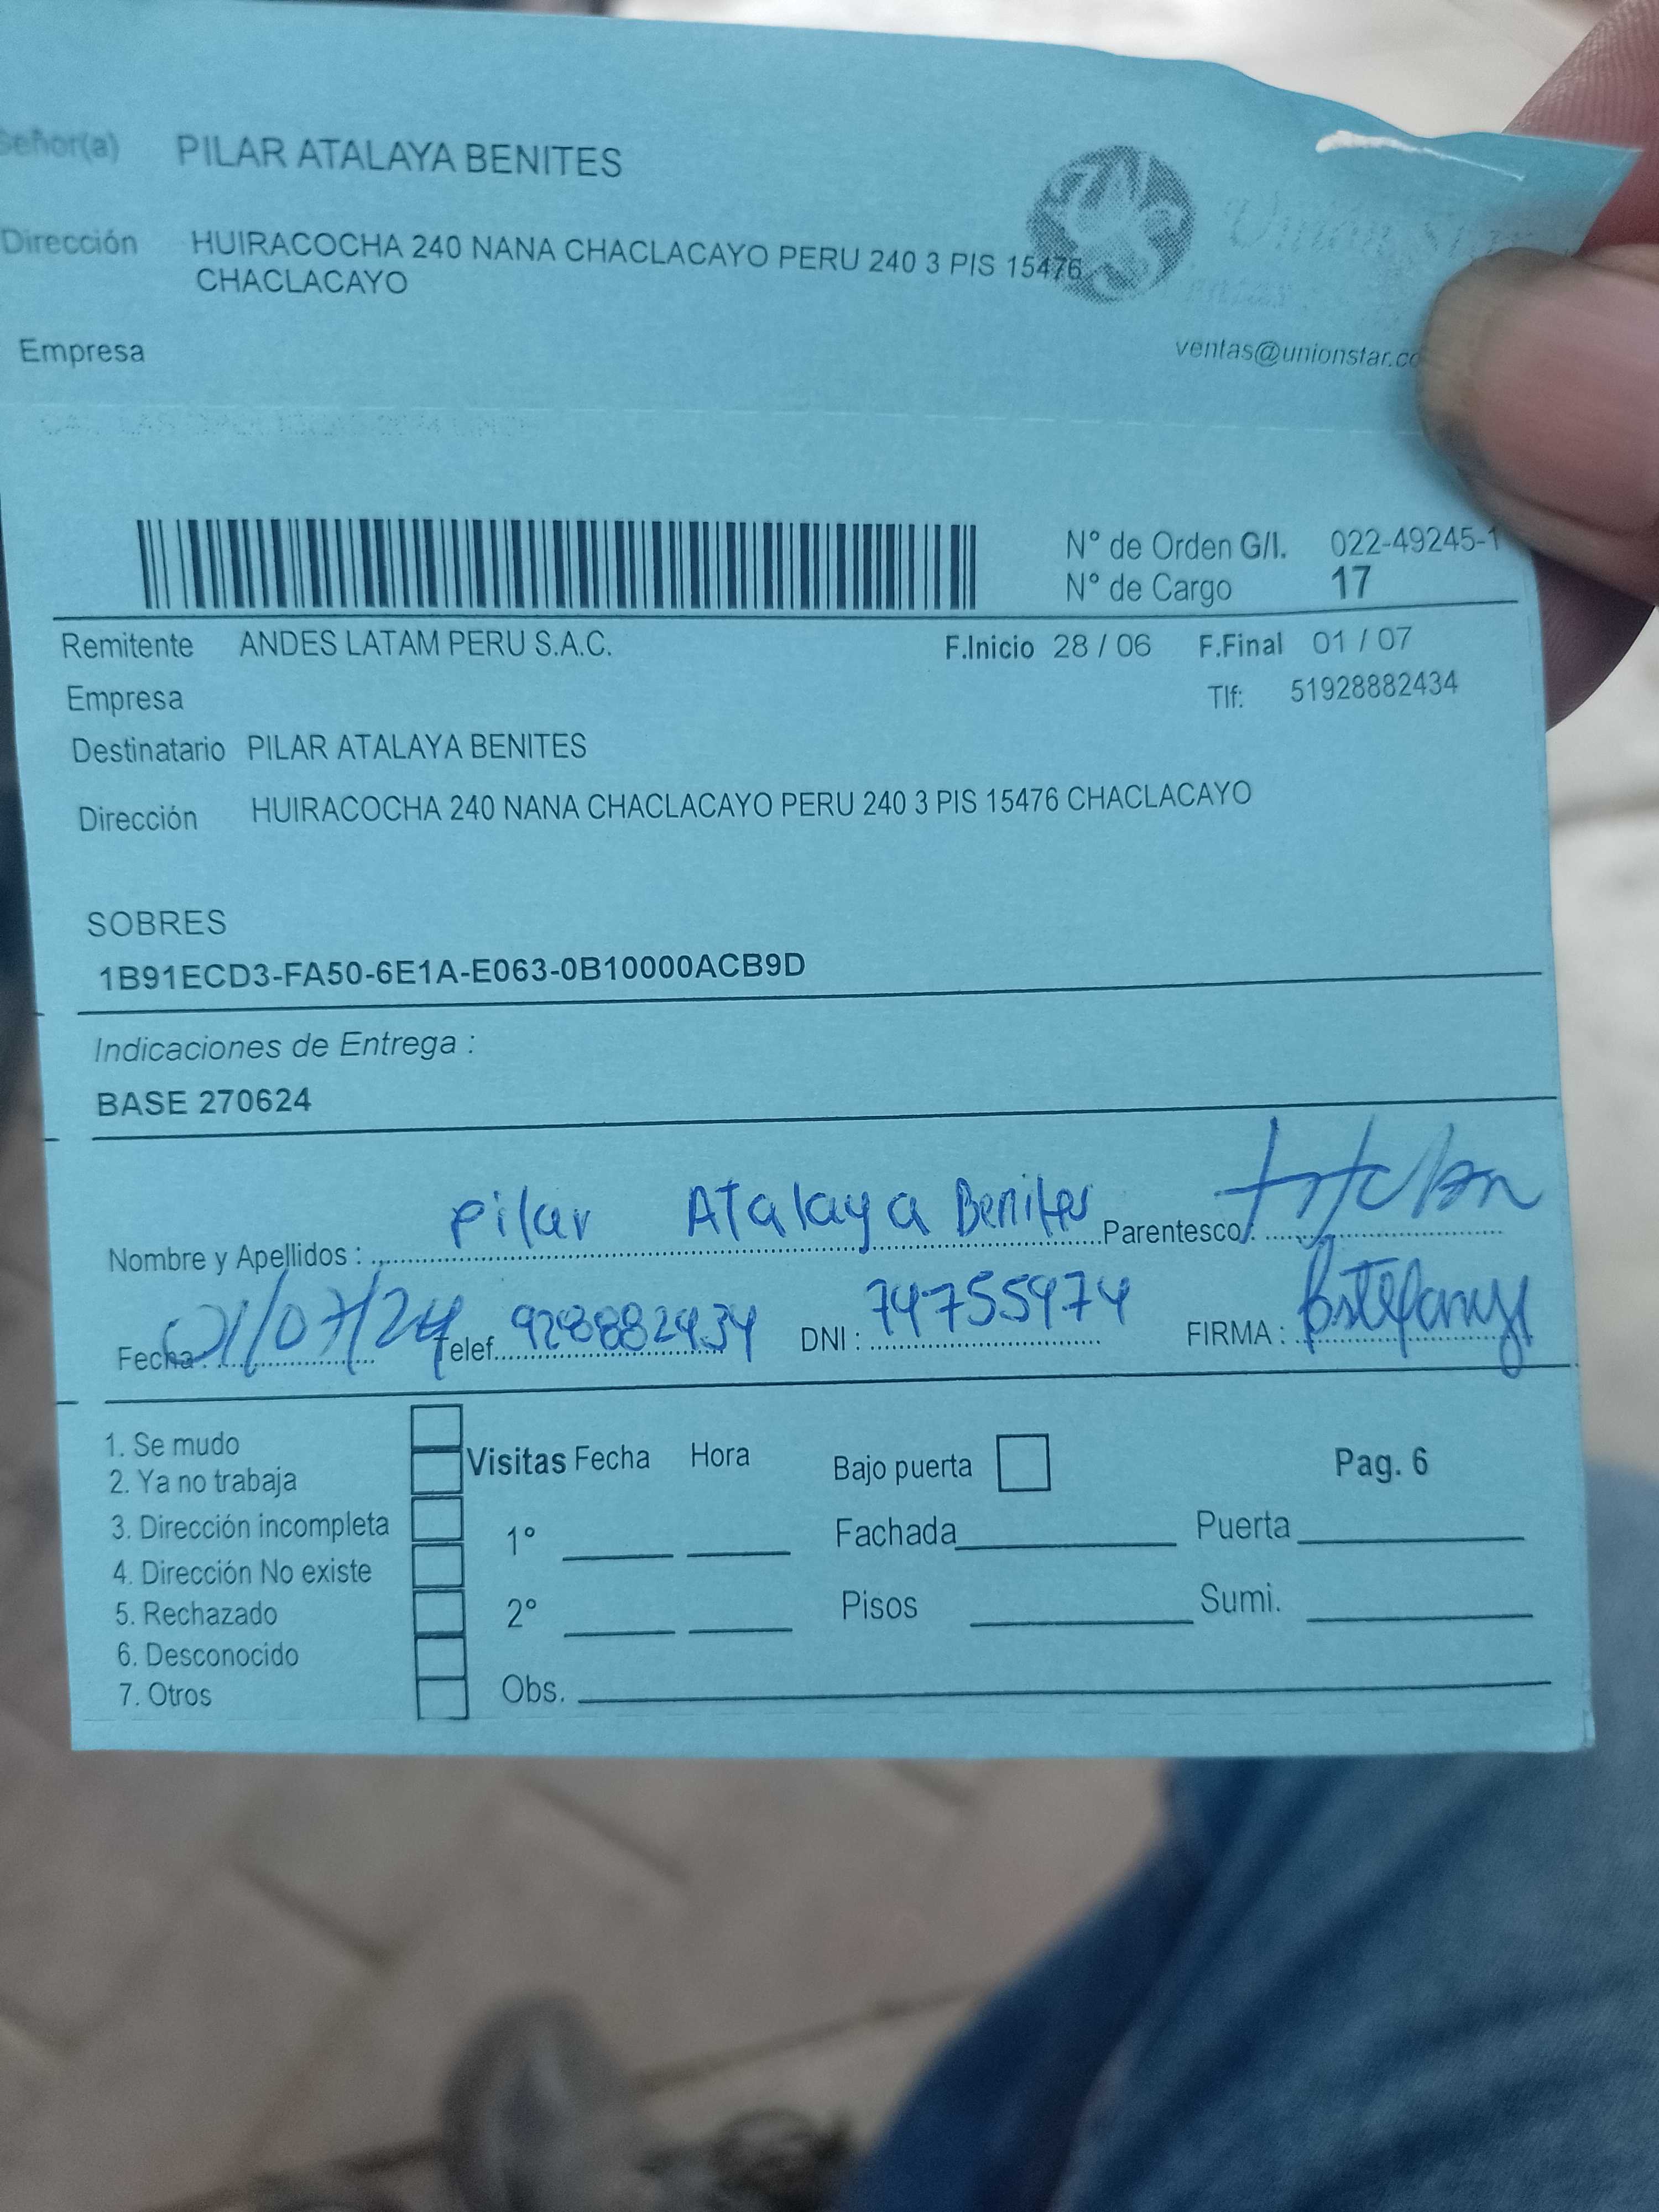 Señor(a) PILAR ATALAYA BENITES
Dirección HUIRACOCHA 240 NANA CHACLACAYO PERU 240 3 PIS 15476
CHACLACAYO
Empresa
Unión Star
ventas@unionstar.co
N° de Orden G/I. 022-49245-1
N° de Cargo 17
Remitente ANDES LATAM PERU S.A.C. F.Inicio 28 / 06 F.Final 01 / 07
Empresa Tlf: 51928882434
Destinatario PILAR ATALAYA BENITES
Dirección HUIRACOCHA 240 NANA CHACLACAYO PERU 240 3 PIS 15476 CHACLACAYO
SOBRES
1B91ECD3-FA50-6E1A-E063-0B10000ACB9D
Indicaciones de Entrega :
BASE 270624
Nombre y Apellidos : Pilar Atalaya Benites Parentesco
Fecha : 01/07/24 Telef. 928882434 DNI : 74755974 FIRMA : Estefany
1. Se mudo
2. Ya no trabaja
3. Dirección incompleta
4. Dirección No existe
5. Rechazado
6. Desconocido
7. Otros
Visitas Fecha Hora
1°
2°
Obs.
Bajo puerta Pag. 6
Fachada Puerta
Pisos Sumi.